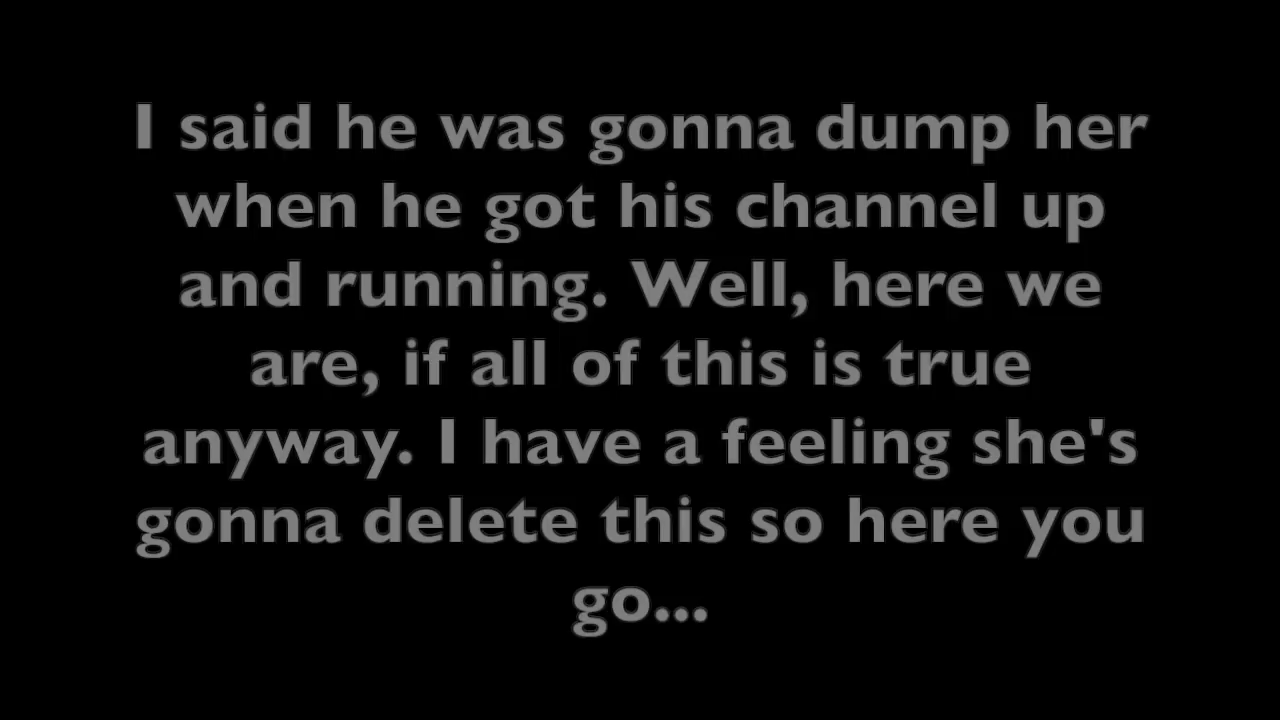 I said he was gonna dump her
when he got his channel up
and running. Well, here we
are, if all of this is true
anyway. I have a feeling she's
gonna delete this so here you
go...